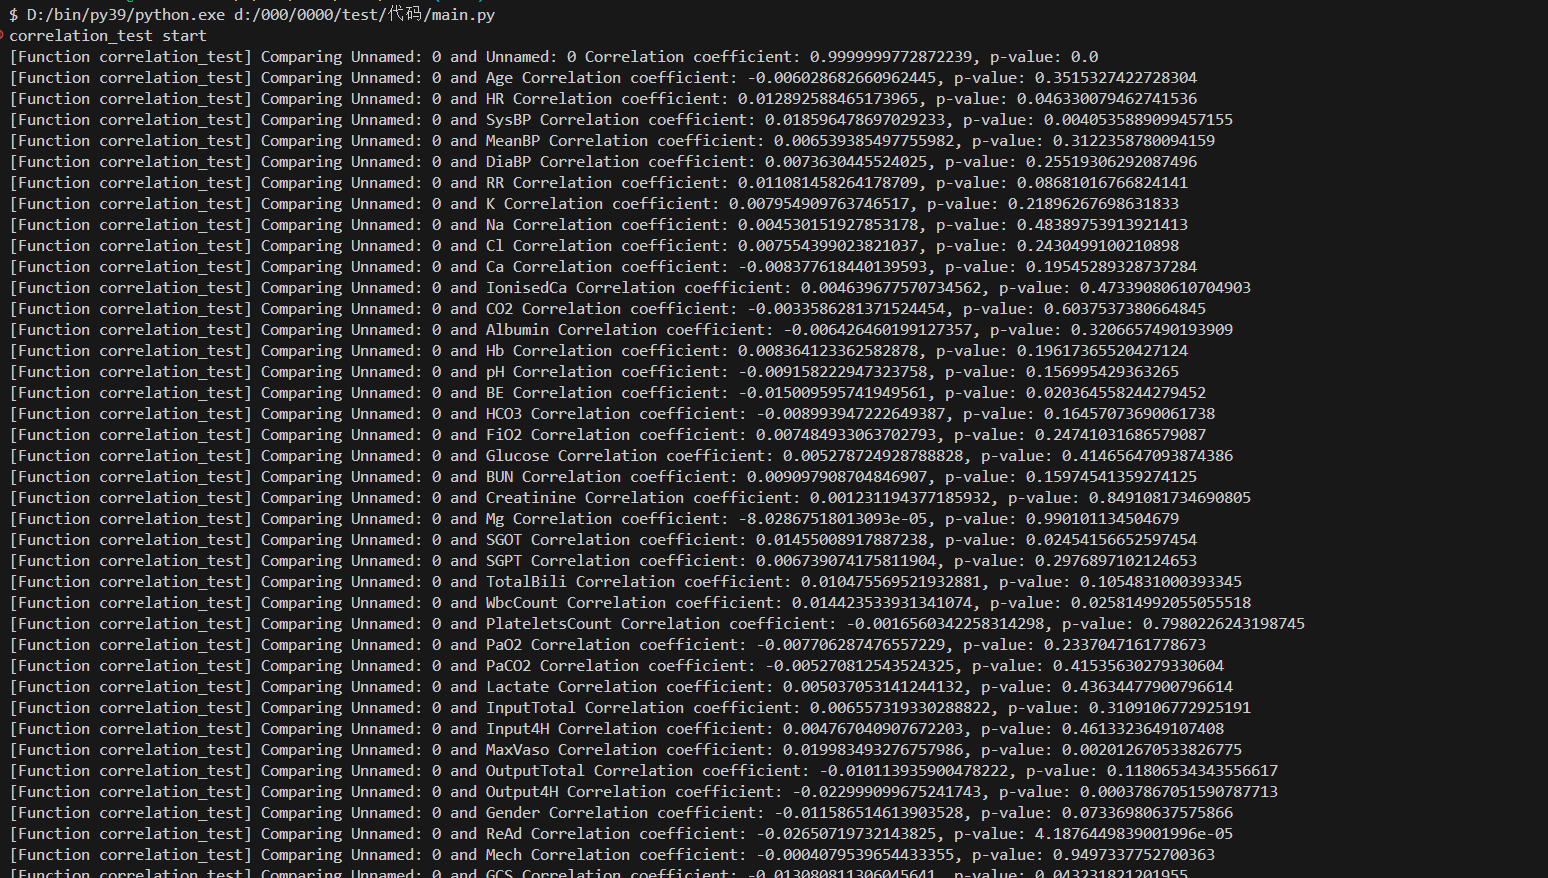 $ D:/bin/py39/python.exe d:/000/0000/test/代码/main.py
correlation_test start
[Function correlation_test] Comparing Unnamed: 0 and Unnamed: 0 Correlation coefficient: 0.9999999772872239, p-value: 0.0
[Function correlation_test] Comparing Unnamed: 0 and Age Correlation coefficient: -0.006028682660962445, p-value: 0.3515327422728304
[Function correlation_test] Comparing Unnamed: 0 and HR Correlation coefficient: 0.012892588465173965, p-value: 0.046330079462741536
[Function correlation_test] Comparing Unnamed: 0 and SysBP Correlation coefficient: 0.018596478697029233, p-value: 0.0040535889099457155
[Function correlation_test] Comparing Unnamed: 0 and MeanBP Correlation coefficient: 0.006539385497755982, p-value: 0.3122358780094159
[Function correlation_test] Comparing Unnamed: 0 and DiaBP Correlation coefficient: 0.0073630445524025, p-value: 0.25519306292087496
[Function correlation_test] Comparing Unnamed: 0 and RR Correlation coefficient: 0.011081458264178709, p-value: 0.08681016766824141
[Function correlation_test] Comparing Unnamed: 0 and K Correlation coefficient: 0.007954909763746517, p-value: 0.21896267698631833
[Function correlation_test] Comparing Unnamed: 0 and Na Correlation coefficient: 0.004530151927853178, p-value: 0.48389753913921413
[Function correlation_test] Comparing Unnamed: 0 and Cl Correlation coefficient: 0.007554399023821037, p-value: 0.2430499100210898
[Function correlation_test] Comparing Unnamed: 0 and Ca Correlation coefficient: -0.008377618440139593, p-value: 0.19545289328737284
[Function correlation_test] Comparing Unnamed: 0 and IonisedCa Correlation coefficient: 0.004639677570734562, p-value: 0.47339080610704903
[Function correlation_test] Comparing Unnamed: 0 and CO2 Correlation coefficient: -0.0033586281371524454, p-value: 0.6037537380664845
[Function correlation_test] Comparing Unnamed: 0 and Albumin Correlation coefficient: -0.006426460199127357, p-value: 0.3206657490193909
[Function correlation_test] Comparing Unnamed: 0 and Hb Correlation coefficient: 0.008364123362582878, p-value: 0.19617365520427124
[Function correlation_test] Comparing Unnamed: 0 and pH Correlation coefficient: -0.009158222947323758, p-value: 0.156995429363265
[Function correlation_test] Comparing Unnamed: 0 and BE Correlation coefficient: -0.015009595741949561, p-value: 0.020364558244279452
[Function correlation_test] Comparing Unnamed: 0 and HCO3 Correlation coefficient: -0.008993947222649387, p-value: 0.16457073690061738
[Function correlation_test] Comparing Unnamed: 0 and FiO2 Correlation coefficient: 0.007484933063702793, p-value: 0.24741031686579087
[Function correlation_test] Comparing Unnamed: 0 and Glucose Correlation coefficient: 0.005278724928788828, p-value: 0.41465647093874386
[Function correlation_test] Comparing Unnamed: 0 and BUN Correlation coefficient: 0.009097908704846907, p-value: 0.15974541359274125
[Function correlation_test] Comparing Unnamed: 0 and Creatinine Correlation coefficient: 0.001231194377185932, p-value: 0.8491081734690805
[Function correlation_test] Comparing Unnamed: 0 and Mg Correlation coefficient: -8.02867518013093e-05, p-value: 0.990101134504679
[Function correlation_test] Comparing Unnamed: 0 and SGOT Correlation coefficient: 0.01455008917887238, p-value: 0.02454156652597454
[Function correlation_test] Comparing Unnamed: 0 and SGPT Correlation coefficient: 0.006739074175811904, p-value: 0.2976897102124653
[Function correlation_test] Comparing Unnamed: 0 and TotalBili Correlation coefficient: 0.010475569521932881, p-value: 0.1054831000393345
[Function correlation_test] Comparing Unnamed: 0 and WbcCount Correlation coefficient: 0.014423533931341074, p-value: 0.025814992055055518
[Function correlation_test] Comparing Unnamed: 0 and PlateletsCount Correlation coefficient: -0.0016560342258314298, p-value: 0.7980226243198745
[Function correlation_test] Comparing Unnamed: 0 and PaO2 Correlation coefficient: -0.007706287476557229, p-value: 0.2337047161778673
[Function correlation_test] Comparing Unnamed: 0 and PaCO2 Correlation coefficient: -0.005270812543524325, p-value: 0.41535630279330604
[Function correlation_test] Comparing Unnamed: 0 and Lactate Correlation coefficient: 0.005037053141244132, p-value: 0.43634477900796614
[Function correlation_test] Comparing Unnamed: 0 and InputTotal Correlation coefficient: 0.006557319330288822, p-value: 0.3109106772925191
[Function correlation_test] Comparing Unnamed: 0 and Input4H Correlation coefficient: 0.004767040907672203, p-value: 0.4613323649107408
[Function correlation_test] Comparing Unnamed: 0 and MaxVaso Correlation coefficient: 0.019983493276757986, p-value: 0.002012670533826775
[Function correlation_test] Comparing Unnamed: 0 and OutputTotal Correlation coefficient: -0.010113935900478222, p-value: 0.11806534343556617
[Function correlation_test] Comparing Unnamed: 0 and Output4H Correlation coefficient: -0.022999099675241743, p-value: 0.00037867051590787713
[Function correlation_test] Comparing Unnamed: 0 and Gender Correlation coefficient: -0.011586514613903528, p-value: 0.07336980637575866
[Function correlation_test] Comparing Unnamed: 0 and ReAd Correlation coefficient: -0.02650719732143825, p-value: 4.1876449839001996e-05
[Function correlation_test] Comparing Unnamed: 0 and Mech Correlation coefficient: -0.0004079539654433355, p-value: 0.9497337752700363
[Function correlation_test] Comparing Unnamed: 0 and GCS Correlation coefficient: -0.013080811306045641, p-value: 0.043231821201955